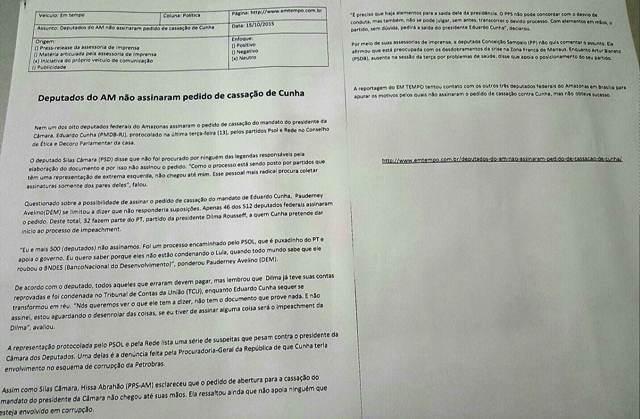 Veículo: Em tempo Coluna: Política Página: http://www.emtempo.com.br
Assunto: Deputados do AM não assinaram pedido de cassação de Cunha Data: 15/10/2015
Origem: Enfoque:
() Press-release da assessoria de imprensa () Positivo
() Matéria articulada pela assessoria de imprensa () Negativo
(x) Iniciativa do próprio veículo de comunicação (x) Neutro
() Publicidade
Deputados do AM não assinaram pedido de cassação de Cunha
Nem um dos oito deputados federais do Amazonas assinaram o pedido de cassação do mandato do presidente da
Câmara, Eduardo Cunha (PMDB-RJ), protocolado na última terça-feira (13), pelos partidos Psol e Rede no Conselho
de Ética e Decoro Parlamentar da casa.
O deputado Silas Câmara (PSD) disse que não foi procurado por ninguém das legendas responsáveis pela
elaboração do documento e por isso não assinou o pedido. "Como o processo está sendo posto por partidos que
têm uma representação de extrema esquerda, não chegou até mim. Esse pessoal mais radical procura coletar
assinaturas somente dos pares deles", falou.
Questionado sobre a possibilidade de assinar o pedido de cassação do mandato de Eduardo Cunha, Pauderney
Avelino(DEM) se limitou a dizer que não responderia suposições. Apenas 46 dos 512 deputados federais assinaram
o pedido. Deste total, 32 fazem parte do PT, partido da presidente Dilma Rousseff, a quem Cunha pretende dar
início ao processo de impeachment.
"Eu e mais 500 (deputados) não assinamos. Foi um processo encaminhado pelo PSOL, que é puxadinho do PT e
apoia o governo. Eu quero saber porque eles não estão condenando o Lula, quando todo mundo sabe que ele
roubou o BNDES (BancoNacional do Desenvolvimento)", ponderou Pauderney Avelino (DEM).
De acordo com o deputado, todos aqueles que erraram devem pagar, mas lembrou que Dilma já teve suas contas
reprovadas e foi condenada no Tribunal de Contas da União (TCU), enquanto Eduardo Cunha sequer se
transformou em réu. "Nós queremos ver o que ele tem a dizer, não tem o documento que prove nada. E não
assinei, estou aguardando o desenrolar das coisas, se eu tiver de assinar alguma coisa será o impeachment da
Dilma", avaliou.
A representação protocolada pelo PSOL e pela Rede lista uma série de suspeitas que pesam contra o presidente da
Câmara dos Deputados. Uma delas é a denúncia feita pela Procuradoria-Geral da República de que Cunha teria
envolvimento no esquema de corrupção da Petrobras.
Assim como Silas Câmara, Hissa Abrahão (PPS-AM) esclareceu que o pedido de abertura para a cassação do
mandato do presidente da Câmara não chegou até suas mãos. Ela ressaltou ainda que não apoia ninguém que
esteja envolvido em corrupção.
"É preciso que haja elementos para a saída dele da presidência. O PPS não pode concordar com o desvio de
conduta, mas também, não se pode julgar, sem antes, transcorrer o devido processo. Com elementos em mãos, o
partido, sem dúvida, pedirá a saída do presidente Eduardo Cunha", declarou.
Por meio de suas assessorias de imprensa, a deputada Conceição Sampaio (PP) não quis comentar o assunto. Ela
afirmou que está preocupada com os desdobramentos da crise na Zona Franca de Manaus. Enquanto Artur Bisneto
(PSDB), ausente na sessão da terça por problemas de saúde, disse que apoia o posicionamento do seu partido.
A reportagem do EM TEMPO tentou contato com os outros três deputados federais do Amazonas em Brasília para
apurar os motivos pelos quais não assinaram o pedido de cassação contra Cunha, mas não obteve sucesso.
http://www.emtempo.com.br/deputados-do-am-nao-assinaram-pedido-de-cassacao-de-cunha/